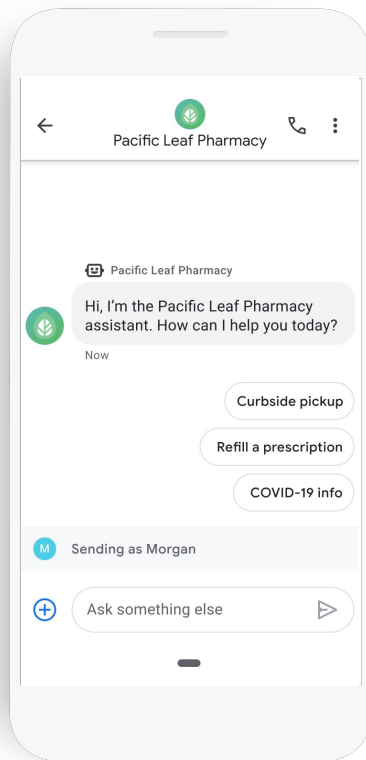 Pacific Leaf Pharmacy
Pacific Leaf Pharmacy
Hi, I'm the Pacific Leaf Pharmacy
assistant. How can I help you today?
Now
Curbside pickup
Refill a prescription
COVID-19 info
M Sending as Morgan
Ask something else